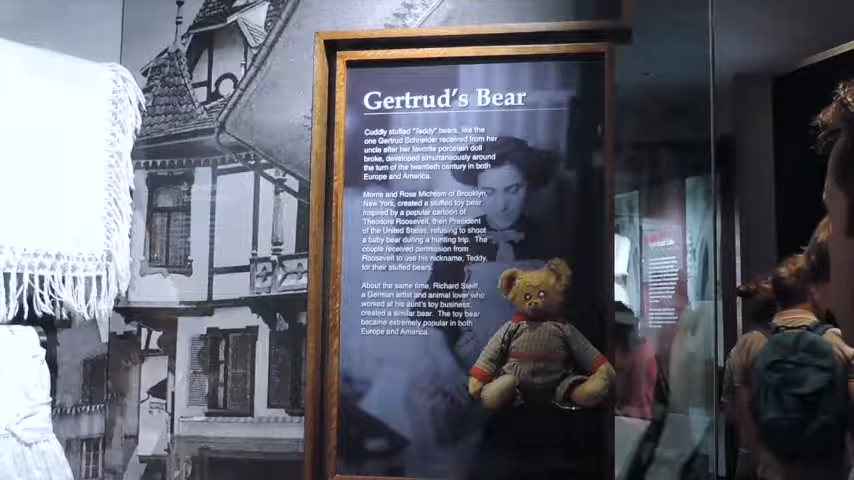 Gertrud's Bear
Cuddly stuffed "Teddy" bears, like the
one Gertrud Schneider received from her
uncle after her favorite porcelain doll
broke, developed simultaneously around
the turn of the twentieth century in both
Europe and America.
Morris and Rose Michtom of Brooklyn,
New York, created a stuffed toy bear
inspired by a popular cartoon of
Theodore Roosevelt, then President
of the United States, refusing to shoot
a baby bear during a hunting trip. The
couple received permission from
Roosevelt to use his nickname, Teddy,
for their stuffed bears.
About the same time, Richard Steiff,
a German artist and animal lover who
worked at his aunt's toy business,
created a similar bear. The toy bear
became extremely popular in both
Europe and America.